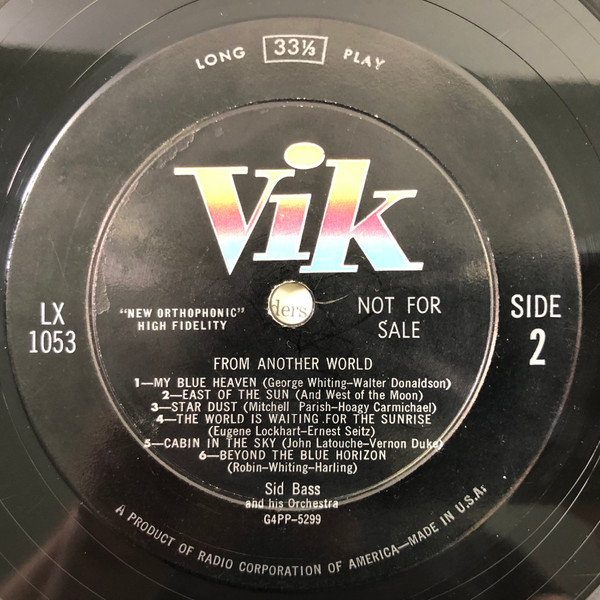 LONG 33⅓ PLAY
Vik
LX
1053
"NEW ORTHOPHONIC"
HIGH FIDELITY
ders
NOT FOR
SALE
SIDE
2
FROM ANOTHER WORLD
1—MY BLUE HEAVEN (George Whiting—Walter Donaldson)
2—EAST OF THE SUN (And West of the Moon)
3—STAR DUST (Mitchell Parish—Hoagy Carmichael)
4—THE WORLD IS WAITING FOR THE SUNRISE
(Eugene Lockhart—Ernest Seitz)
5—CABIN IN THE SKY (John Latouche—Vernon Duke)
6—BEYOND THE BLUE HORIZON
(Robin—Whiting—Harling)
Sid Bass
and his Orchestra
G4PP-5299
A PRODUCT OF RADIO CORPORATION OF AMERICA—MADE IN U.S.A.